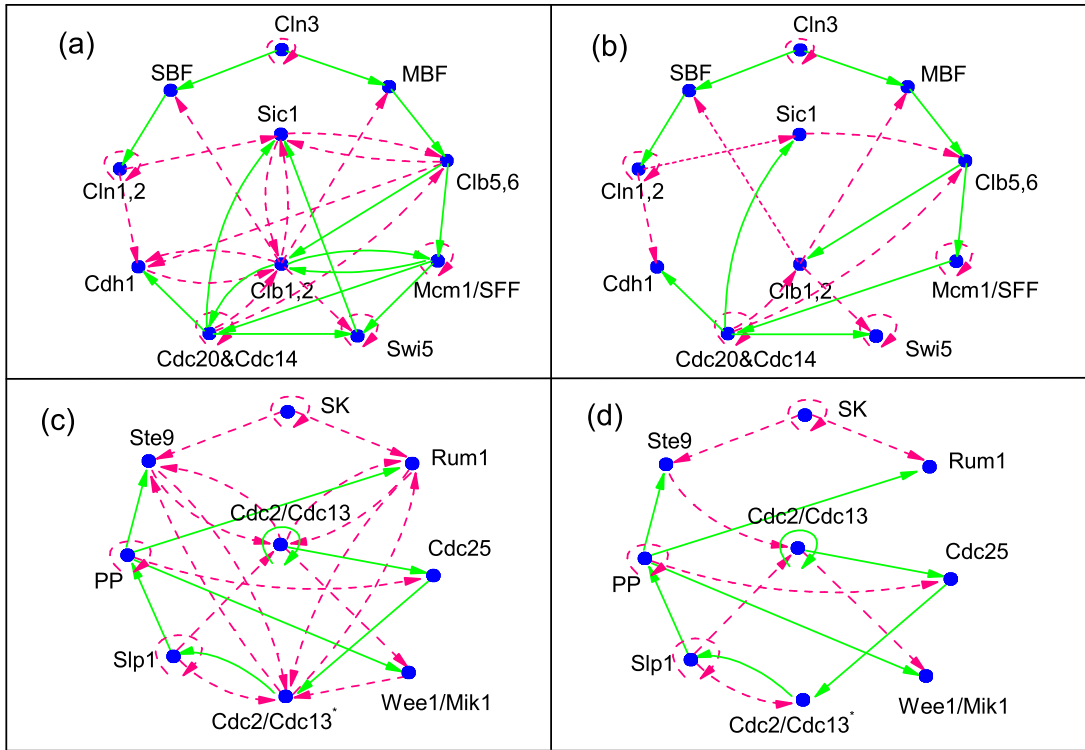 (a)
Cln3
SBF
MBF
Sic1
Cln1,2
Clb5,6
Cdh1
Clb1,2
Mcm1/SFF
Cdc20&Cdc14
Swi5
(b)
Cln3
SBF
MBF
Sic1
Cln1,2
Clb5,6
Cdh1
Clb1,2
Mcm1/SFF
Cdc20&Cdc14
Swi5
(c)
SK
Ste9
Rum1
Cdc2/Cdc13
Cdc25
PP
Slp1
Wee1/Mik1
Cdc2/Cdc13*
(d)
SK
Ste9
Rum1
Cdc2/Cdc13
Cdc25
PP
Slp1
Wee1/Mik1
Cdc2/Cdc13*